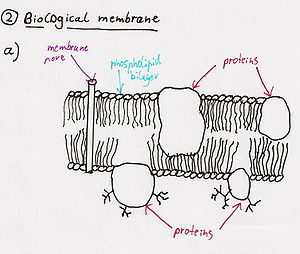 ② Biological membrane
a)
membrane
pore
phospholipid
bilayer
proteins
proteins